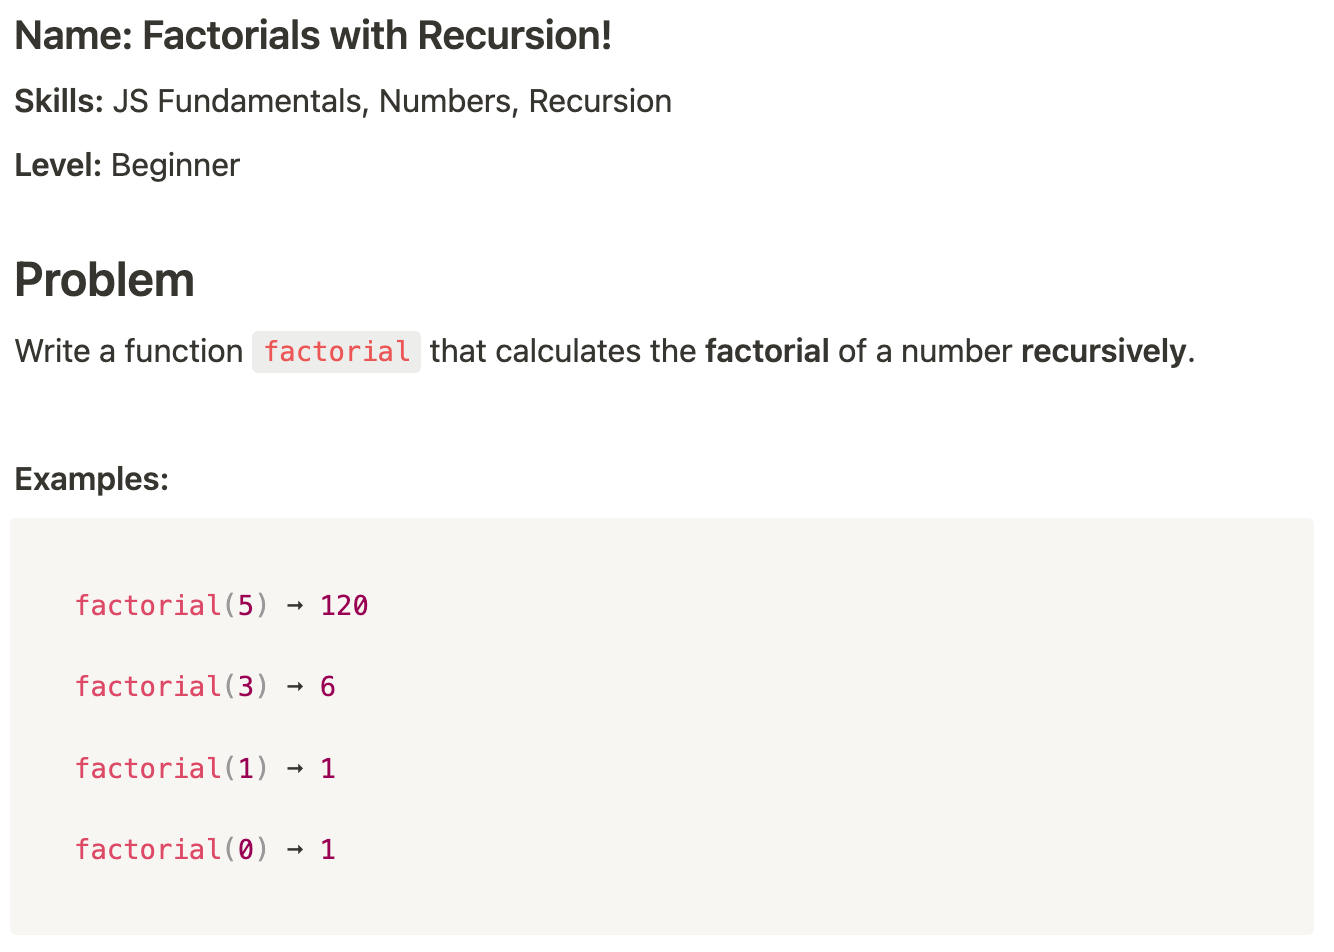 Name: Factorials with Recursion!
Skills: JS Fundamentals, Numbers, Recursion
Level: Beginner
Problem
Write a function factorial that calculates the factorial of a number recursively.
Examples:
factorial(5) → 120
factorial(3) → 6
factorial(1) → 1
factorial(0) → 1